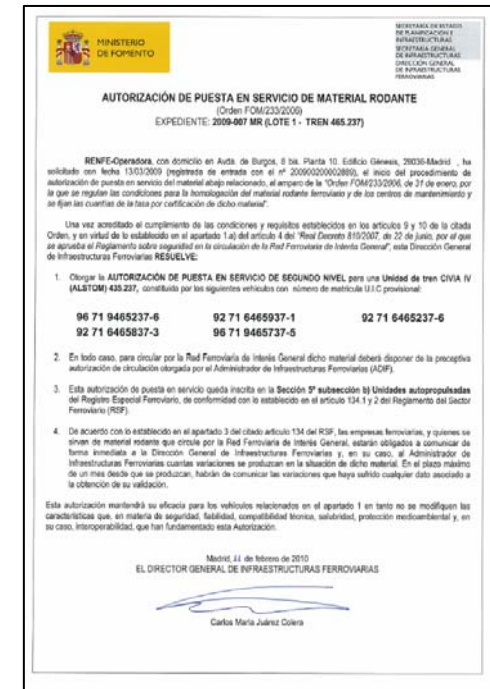 MINISTERIO
DE FOMENTO
SECRETARÍA DE ESTADO
DE PLANIFICACIÓN E
INFRAESTRUCTURAS
SECRETARÍA GENERAL
DE INFRAESTRUCTURAS
DIRECCIÓN GENERAL
DE INFRAESTRUCTURAS
FERROVIARIAS
AUTORIZACIÓN DE PUESTA EN SERVICIO DE MATERIAL RODANTE
(Orden FOM/233/2006)
EXPEDIENTE: 2009-007 MR (LOTE 1 - TREN 465.237)
RENFE-Operadora, con domicilio en Avda. de Burgos, 8 bis. Planta 10. Edificio Génesis, 28036-Madrid , ha
solicitado con fecha 13/03/2009 (registrada de entrada con el nº 200900200002889), el inicio del procedimiento de
autorización de puesta en servicio del material abajo relacionado, al amparo de la "Orden FOM/233/2006, de 31 de enero, por
la que se regulan las condiciones para la homologación del material rodante ferroviario y de los centros de mantenimiento y
se fijan las cuantías de la tasa por certificación de dicho material".
Una vez acreditado el cumplimiento de las condiciones y requisitos establecidos en los artículos 9 y 10 de la citada
Orden, y en virtud de lo establecido en el apartado 1.a) del artículo 4 del "Real Decreto 810/2007, de 22 de junio, por el que
se aprueba el Reglamento sobre seguridad en la circulación de la Red Ferroviaria de Interés General", esta Dirección General
de Infraestructuras Ferroviarias RESUELVE:
1. Otorgar la AUTORIZACIÓN DE PUESTA EN SERVICIO DE SEGUNDO NIVEL para una Unidad de tren CIVIA IV
(ALSTOM) 435.237, constituida por los siguientes vehículos con número de matrícula U.I.C provisional:
96 71 9465237-6 92 71 6465937-1 92 71 6465237-6
92 71 6465837-3 96 71 9465737-5
2. En todo caso, para circular por la Red Ferroviaria de Interés General dicho material deberá disponer de la preceptiva
autorización de circulación otorgada por el Administrador de Infraestructuras Ferroviarias (ADIF).
3. Esta autorización de puesta en servicio queda inscrita en la Sección 5ª subsección b) Unidades autopropulsadas
del Registro Especial Ferroviario, de conformidad con lo establecido en el artículo 134.1 y 2 del Reglamento del Sector
Ferroviario (RSF).
4. De acuerdo con lo establecido en el apartado 3 del citado artículo 134 del RSF, las empresas ferroviarias, y quienes se
sirven de material rodante que circule por la Red Ferroviaria de Interés General, estarán obligados a comunicar de
forma inmediata a la Dirección General de Infraestructuras Ferroviarias y, en su caso, al Administrador de
Infraestructuras Ferroviarias cuantas variaciones se produzcan en la situación de dicho material. En el plazo máximo
de un mes desde que se produzcan, habrán de comunicar las variaciones que haya sufrido cualquier dato asociado a
la obtención de su validación.
Esta autorización mantendrá su eficacia para los vehículos relacionados en el apartado 1 en tanto no se modifiquen las
características que, en materia de seguridad, fiabilidad, compatibilidad técnica, salubridad, protección medioambiental y, en
su caso, interoperabilidad, que han fundamentado esta Autorización.
Madrid, 11 de febrero de 2010
EL DIRECTOR GENERAL DE INFRAESTRUCTURAS FERROVIARIAS
Carlos María Juárez Colera